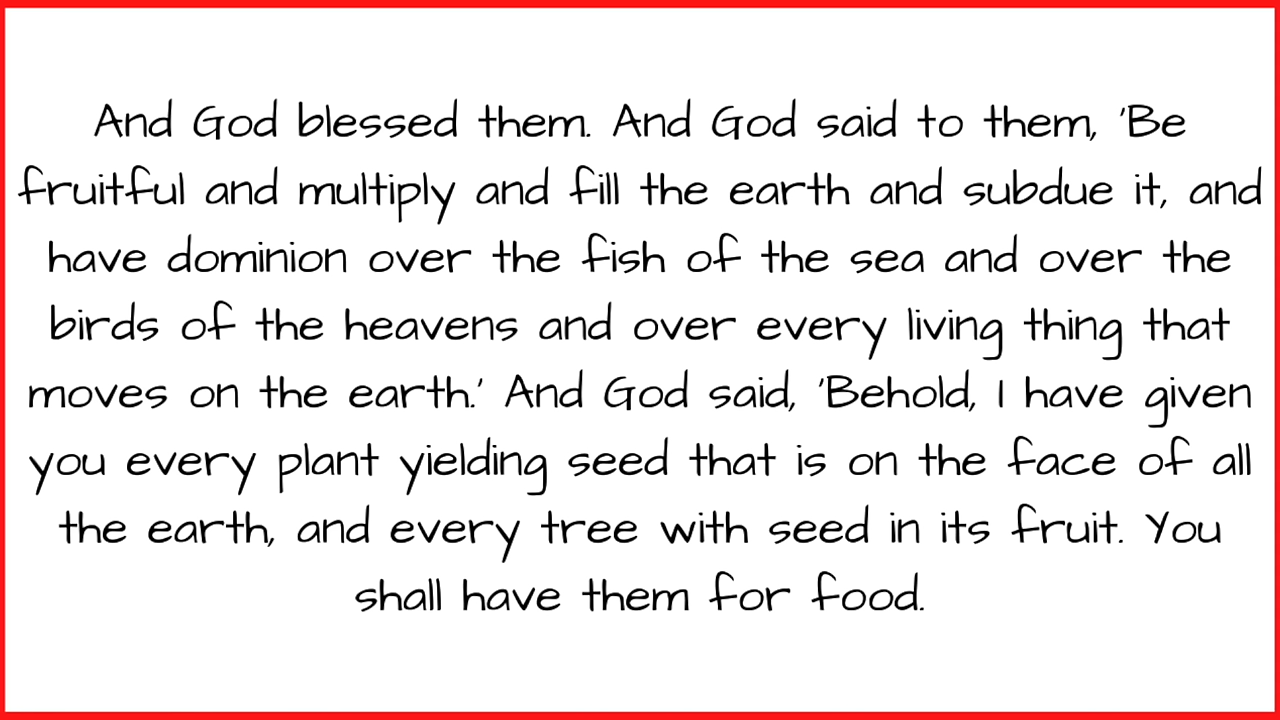 And God blessed them. And God said to them, 'Be
fruitful and multiply and fill the earth and subdue it, and
have dominion over the fish of the sea and over the
birds of the heavens and over every living thing that
moves on the earth.' And God said, 'Behold, I have given
you every plant yielding seed that is on the face of all
the earth, and every tree with seed in its fruit. You
shall have them for food.